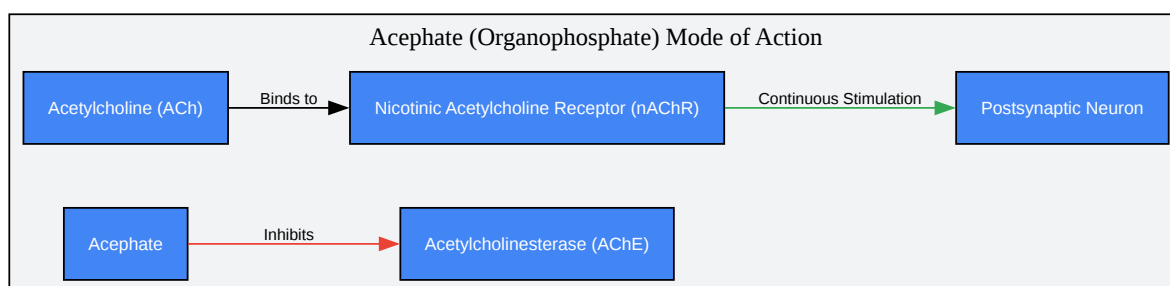 Acephate (Organophosphate) Mode of Action
Acetylcholine (ACh)
Binds to
Nicotinic Acetylcholine Receptor (nAChR)
Continuous Stimulation
Postsynaptic Neuron
Acephate
Inhibits
Acetylcholinesterase (AChE)